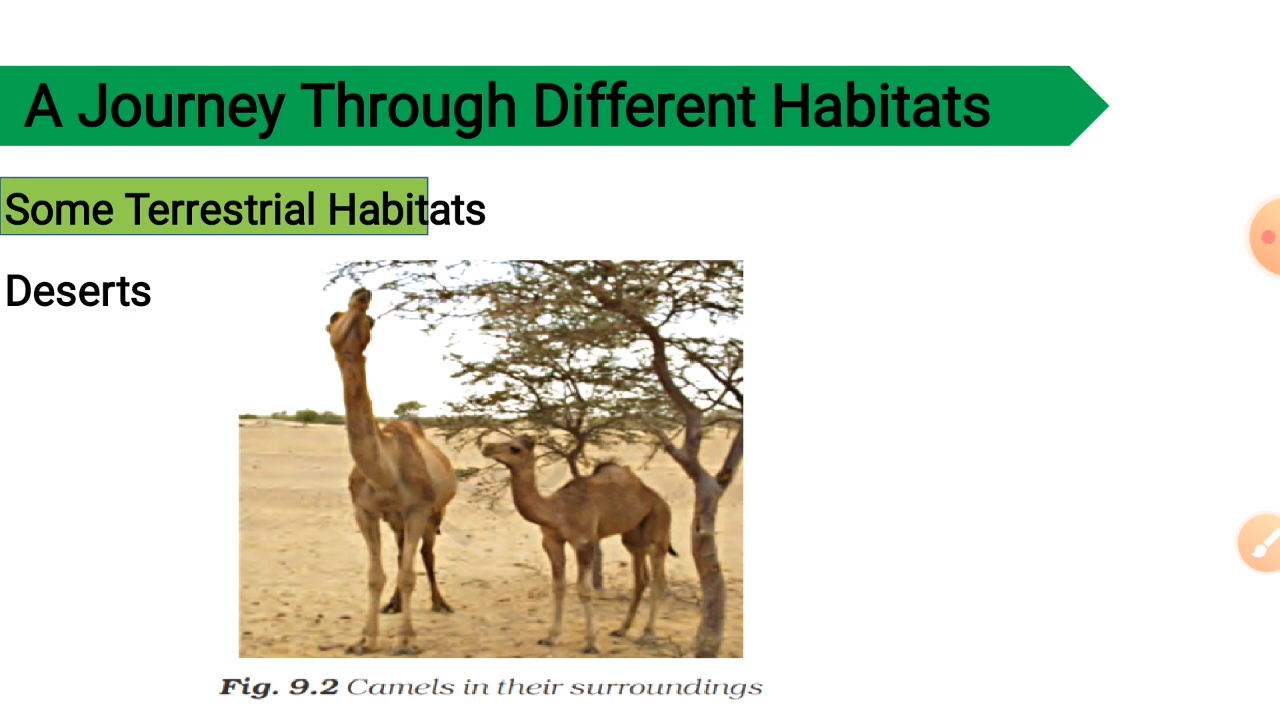 A Journey Through Different Habitats
Some Terrestrial Habitats
Deserts
Fig. 9.2 Camels in their surroundings